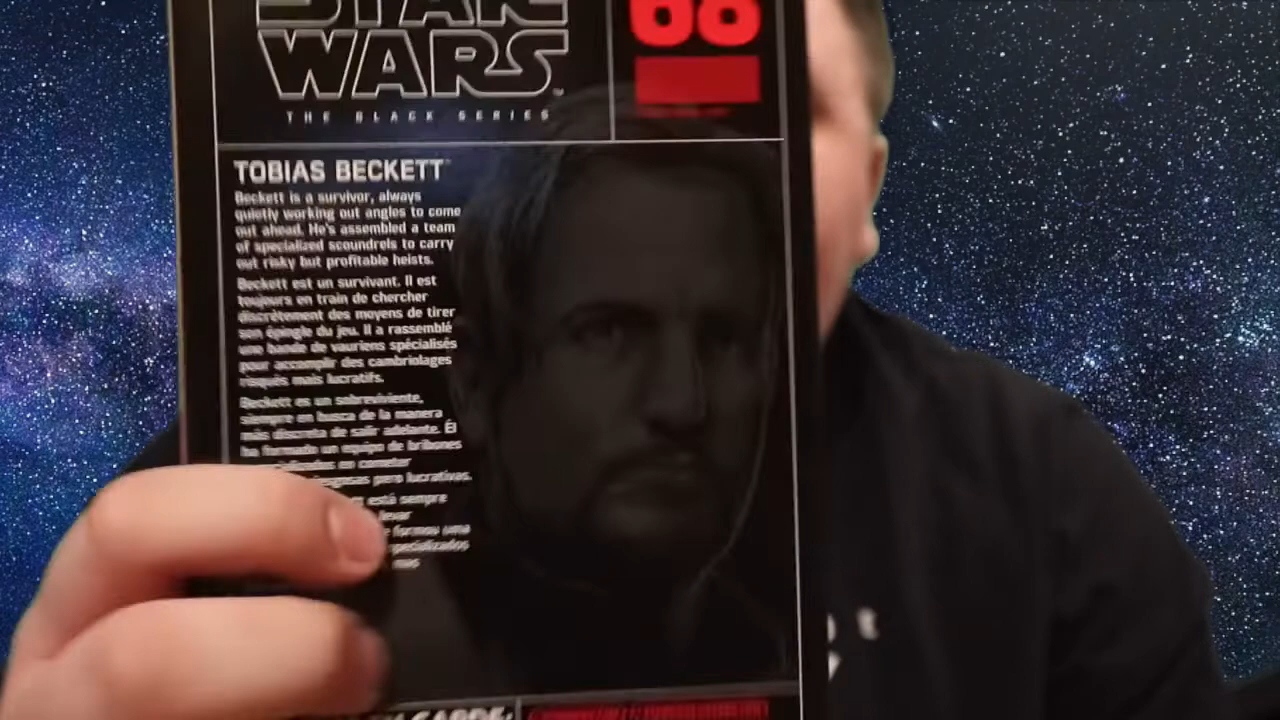 STAR
WARS
THE BLACK SERIES
68
TOBIAS BECKETT
Beckett is a survivor, always
quietly working out angles to come
out ahead. He's assembled a team
of specialized scoundrels to carry
out risky but profitable heists.
Beckett est un survivant. Il est
toujours en train de chercher
discrètement des moyens de tirer
son épingle du jeu. Il a rassemblé
une bande de vauriens spécialisés
pour accomplir des cambriolages
risqués mais lucratifs.
Beckett es un sobreviviente,
siempre en busca de la manera
más discreta de salir adelante. Él
ha formado un equipo de bribones
en cometer
pero lucrativas.
está sempre
levar
formou uma
mas